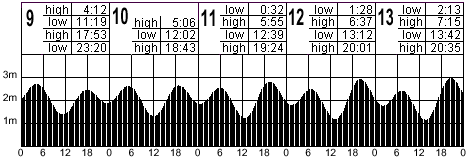 9 high 4:12 10 11 low 0:32 12 low 1:28 13 low 2:13
low 11:19 high 5:06 high 5:55 high 6:37 high 7:15
high 17:53 low 12:02 low 12:39 low 13:12 low 13:42
low 23:20 high 18:43 high 19:24 high 20:01 high 20:35
3m
2m
1m
0 6 12 18 0 6 12 18 0 6 12 18 0 6 12 18 0 6 12 18 0